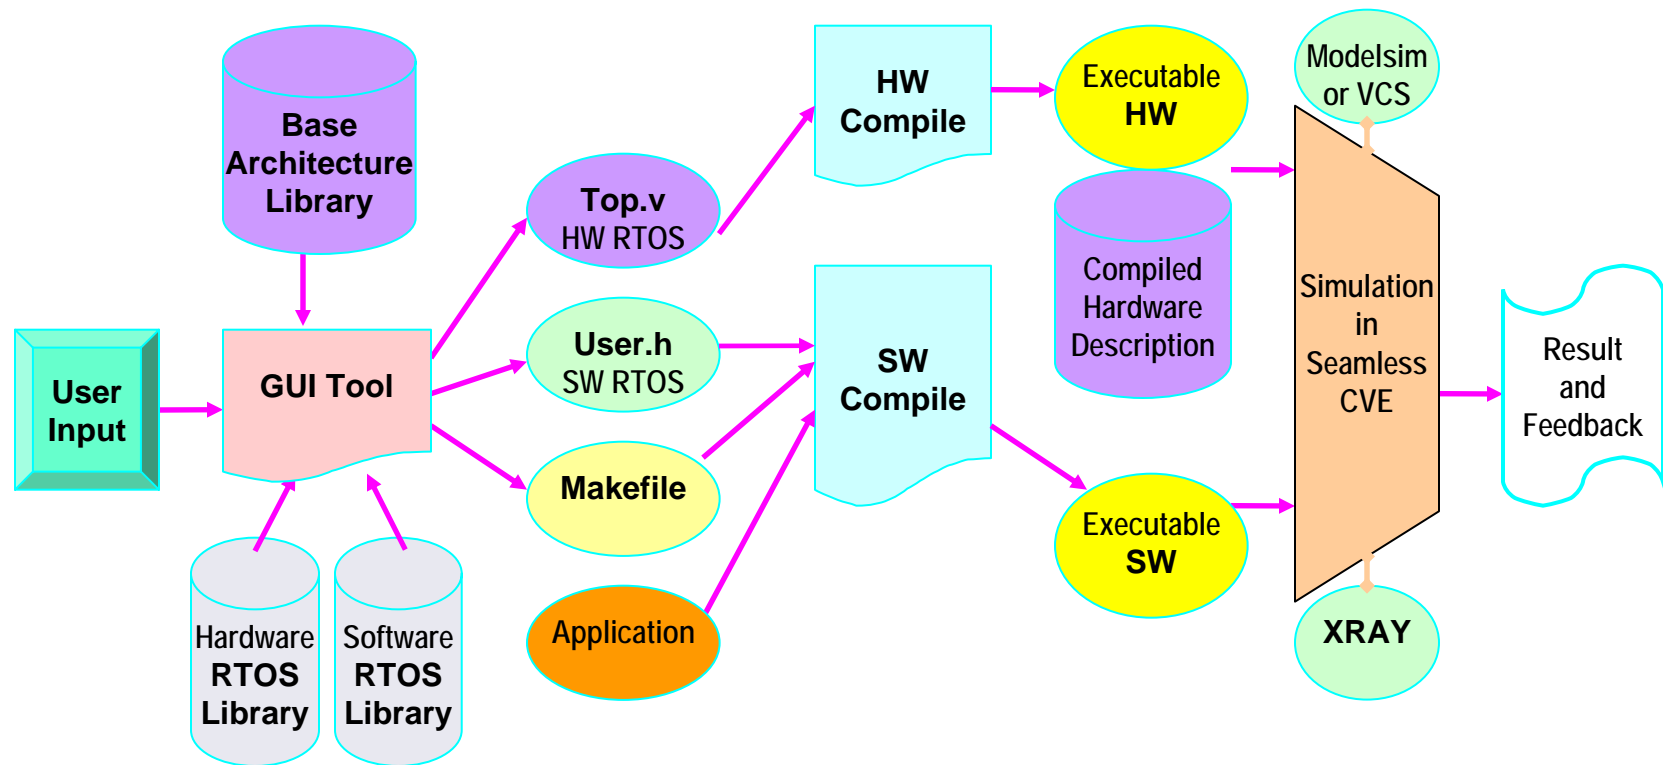 User
Input
Base
Architecture
Library
GUI Tool
Hardware
RTOS
Library
Software
RTOS
Library
Top.v
HW RTOS
User.h
SW RTOS
Makefile
Application
HW
Compile
SW
Compile
Executable
HW
Compiled
Hardware
Description
Executable
SW
Modelsim
or VCS
Simulation
in
Seamless
CVE
XRAY
Result
and
Feedback